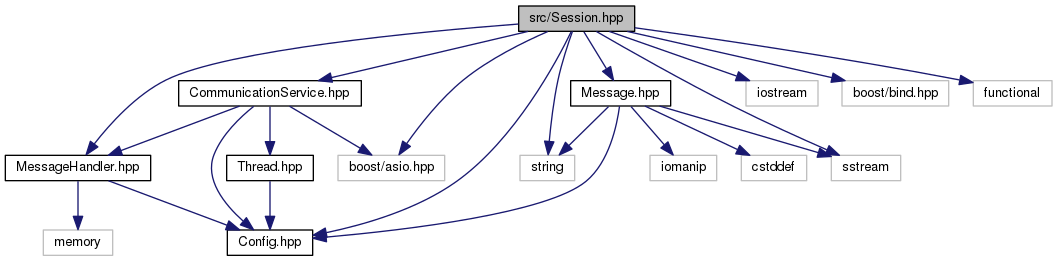 src/Session.hpp
CommunicationService.hpp
Message.hpp
iostream
boost/bind.hpp
functional
MessageHandler.hpp
Thread.hpp
boost/asio.hpp
string
iomanip
cstddef
sstream
memory
Config.hpp